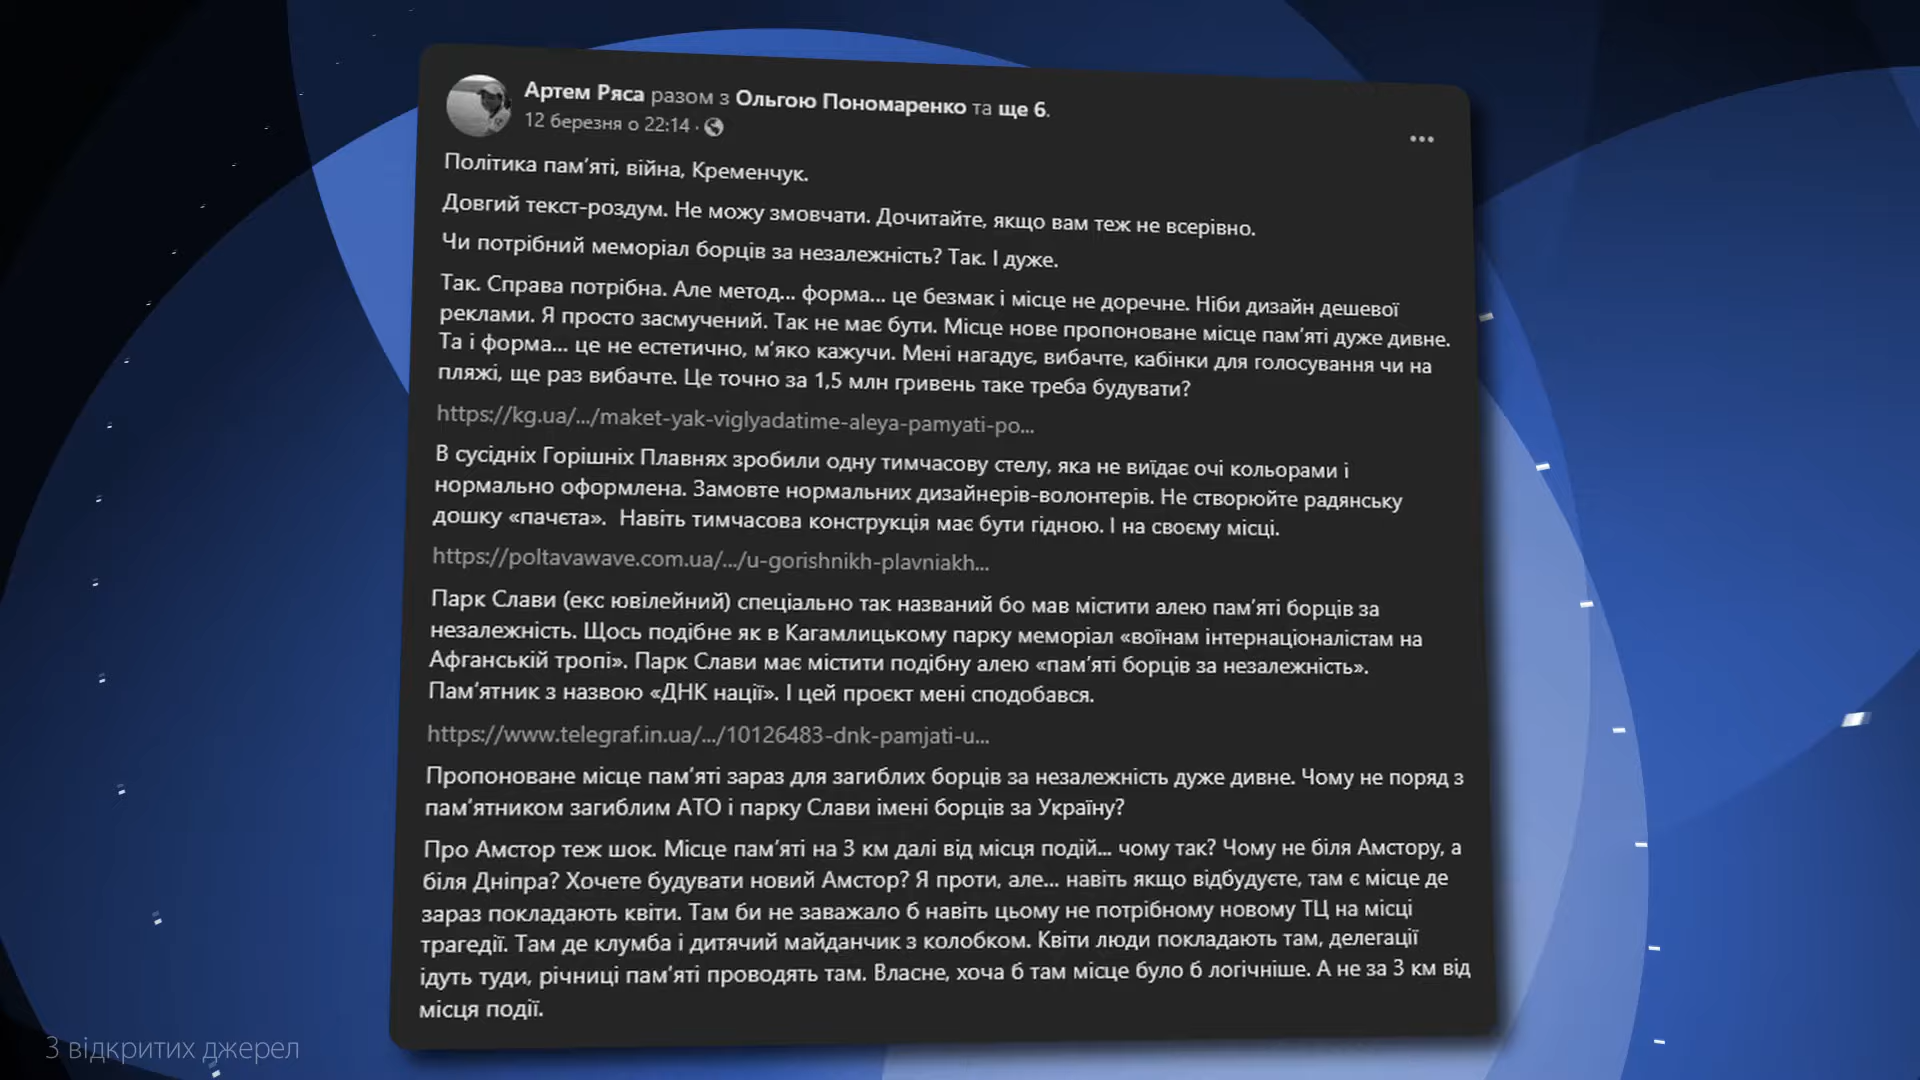 Артем Ряса разом з Ольгою Пономаренко та ще 6.
12 березня о 22:14 ·
Політика пам'яті, війна, Кременчук.
Довгий текст-роздум. Не можу змовчати. Дочитайте, якщо вам теж не всерівно.
Чи потрібний меморіал борців за незалежність? Так. І дуже.
Так. Справа потрібна. Але метод... форма... це безмак і місце не доречне. Ніби дизайн дешевої
реклами. Я просто засмучений. Так не має бути. Місце нове пропоноване місце пам'яті дуже дивне.
Та і форма... це не естетично, м'яко кажучи. Мені нагадує, вибачте, кабінки для голосування чи на
пляжі, ще раз вибачте. Це точно за 1,5 млн гривень таке треба будувати?
https://kg.ua/.../maket-yak-viglyadatime-aleya-pamyati-po...
В сусідніх Горішніх Плавнях зробили одну тимчасову стелу, яка не виїдає очі кольорами і
нормально оформлена. Замовте нормальних дизайнерів-волонтерів. Не створюйте радянську
дошку «пачєта». Навіть тимчасова конструкція має бути гідною. І на своєму місці.
https://poltavawave.com.ua/.../u-gorishnikh-plavniakh...
Парк Слави (екс ювілейний) спеціально так названий бо мав містити алею пам'яті борців за
незалежність. Щось подібне як в Кагамлицькому парку меморіал «воїнам інтернаціоналістам на
Афганській тропі». Парк Слави має містити подібну алею «пам'яті борців за незалежність».
Пам'ятник з назвою «ДНК нації». І цей проєкт мені сподобався.
https://www.telegraf.in.ua/.../10126483-dnk-pamjati-u...
Пропоноване місце пам'яті зараз для загиблих борців за незалежність дуже дивне. Чому не поряд з
пам'ятником загиблим АТО і парку Слави імені борців за Україну?
Про Амстор теж шок. Місце пам'яті на 3 км далі від місця подій... чому так? Чому не біля Амстору, а
біля Дніпра? Хочете будувати новий Амстор? Я проти, але... навіть якщо відбудуєте, там є місце де
зараз покладають квіти. Там би не заважало б навіть цьому не потрібному новому ТЦ на місці
трагедії. Там де клумба і дитячий майданчик з колобком. Квіти люди покладають там, делегації
ідуть туди, річниці пам'яті проводять там. Власне, хоча б там місце було б логічніше. А не за 3 км від
місця події.
З відкритих джерел